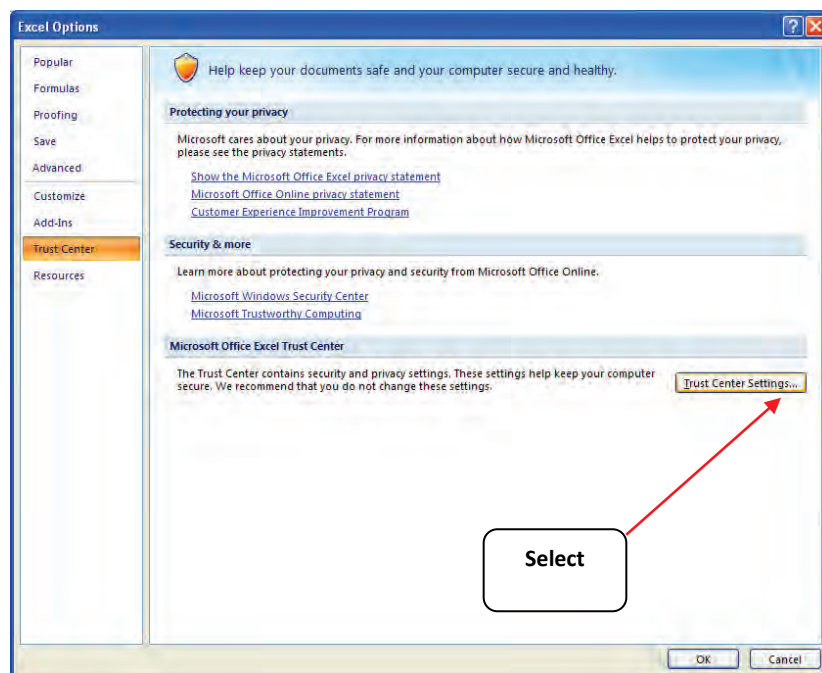 Excel Options
Popular
Formulas
Proofing
Save
Advanced
Customize
Add-Ins
Trust Center
Resources
Help keep your documents safe and your computer secure and healthy.
Protecting your privacy
Microsoft cares about your privacy. For more information about how Microsoft Office Excel helps to protect your privacy,
please see the privacy statements.
Show the Microsoft Office Excel privacy statement
Microsoft Office Online privacy statement
Customer Experience Improvement Program
Security & more
Learn more about protecting your privacy and security from Microsoft Office Online.
Microsoft Windows Security Center
Microsoft Trustworthy Computing
Microsoft Office Excel Trust Center
The Trust Center contains security and privacy settings. These settings help keep your computer
secure. We recommend that you do not change these settings.
Trust Center Settings...
Select
OK
Cancel